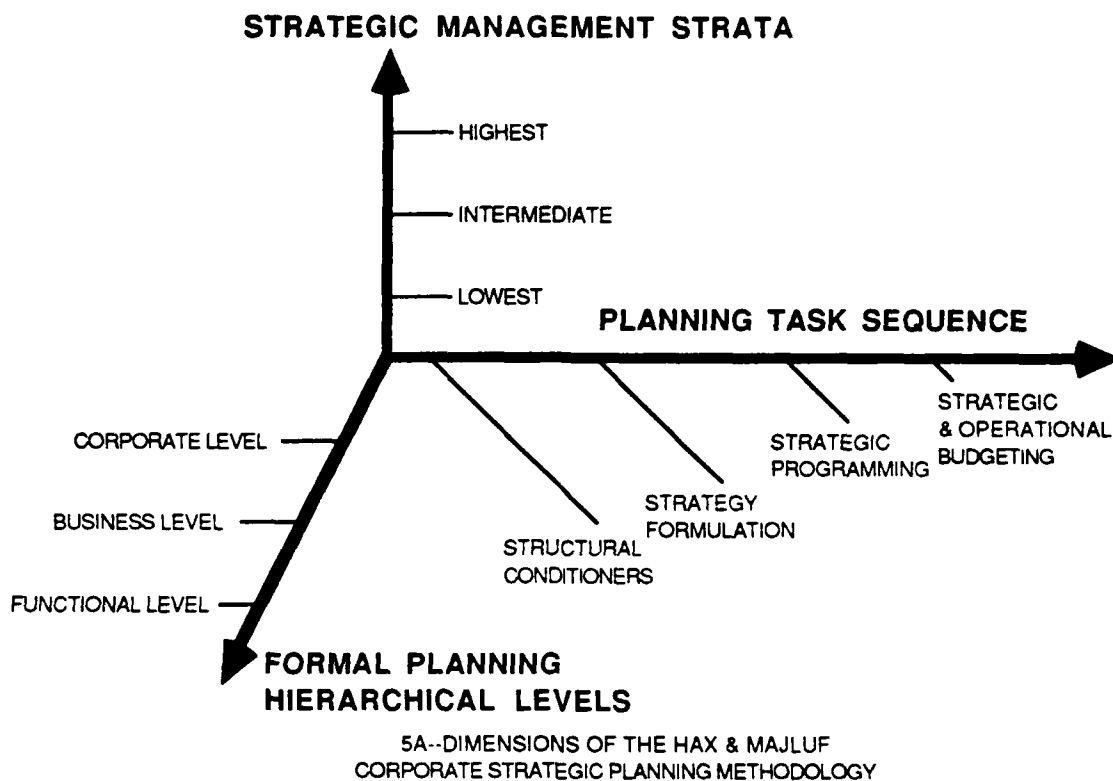 STRATEGIC MANAGEMENT STRATA
HIGHEST
INTERMEDIATE
LOWEST
PLANNING TASK SEQUENCE
STRUCTURAL
CONDITIONERS
STRATEGY
FORMULATION
STRATEGIC
PROGRAMMING
STRATEGIC
& OPERATIONAL
BUDGETING
CORPORATE LEVEL
BUSINESS LEVEL
FUNCTIONAL LEVEL
FORMAL PLANNING
HIERARCHICAL LEVELS
5A--DIMENSIONS OF THE HAX & MAJLUF
CORPORATE STRATEGIC PLANNING METHODOLOGY